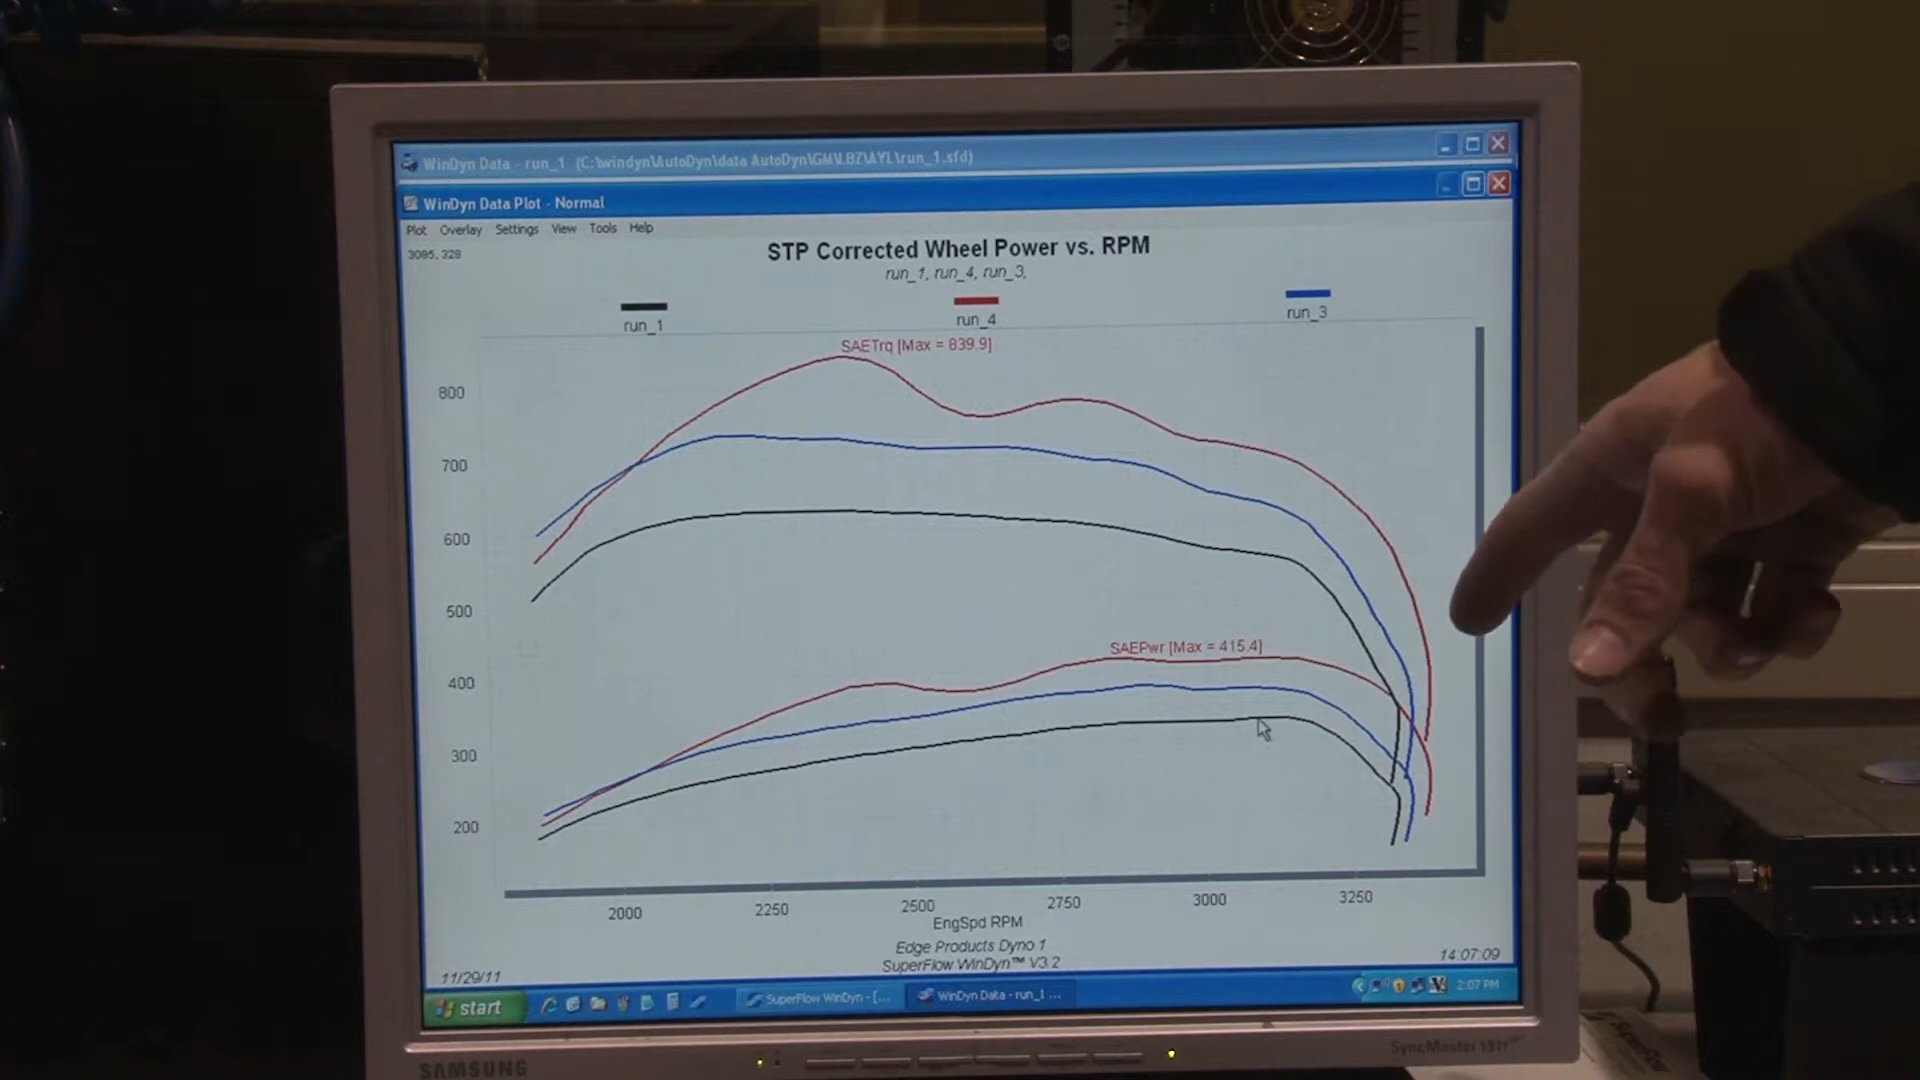 WinDyn Data - run_1 (C:\windyn\AutoDyn\data AutoDyn\GM\LBZ\AYL\run_1.sfd)
WinDyn Data Plot - Normal
Plot Overlay Settings View Tools Help
3085, 328
STP Corrected Wheel Power vs. RPM
run_1, run_4, run_3,
run_1 run_4 run_3
SAETrq [Max = 839.9]
800
700
600
500
SAEPwr [Max = 415.4]
400
300
200
2000 2250 2500 2750 3000 3250
EngSpd RPM
Edge Products Dyno 1
SuperFlow WinDyn™ V3.2
11/29/11
14:07:09
start
SuperFlow WinDyn - [...
WinDyn Data - run_1 ...
2:07 PM
SAMSUNG
SyncMaster